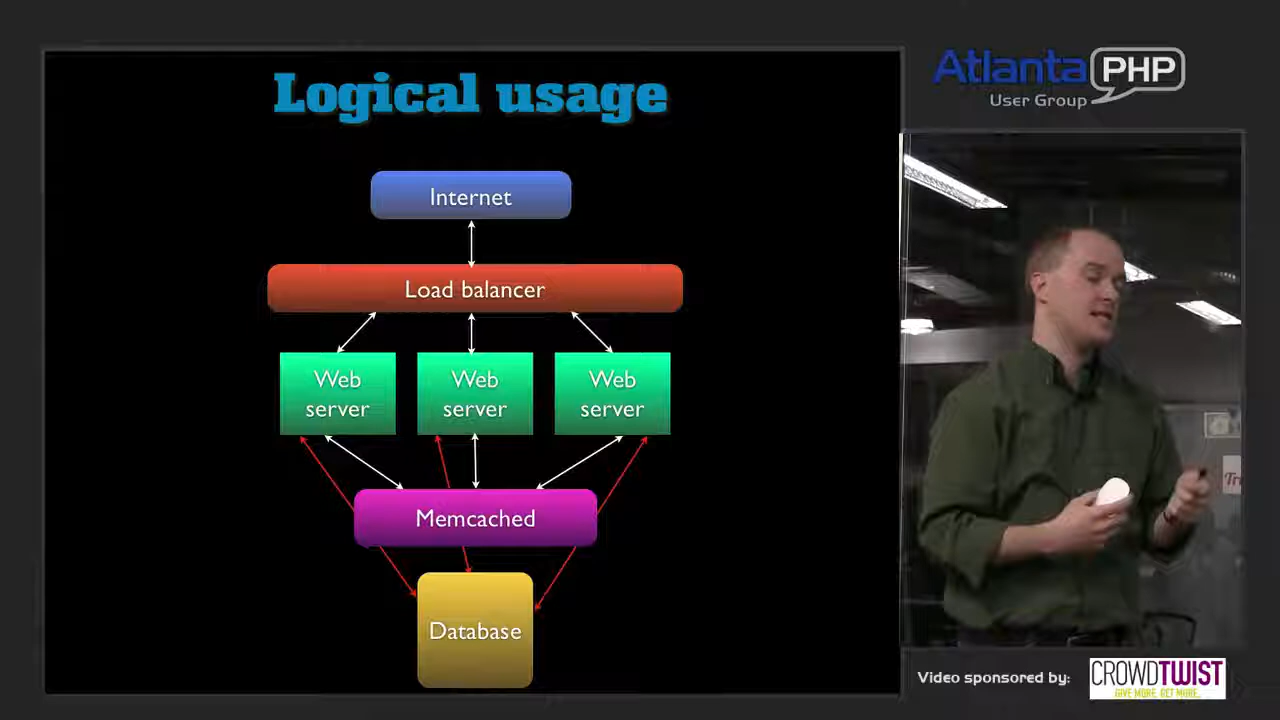 Logical usage
Internet
Load balancer
Web
server
Web
server
Web
server
Memcached
Database
Atlanta PHP
User Group
Video sponsored by:
CROWDTWIST
GIVE MORE. GET MORE.